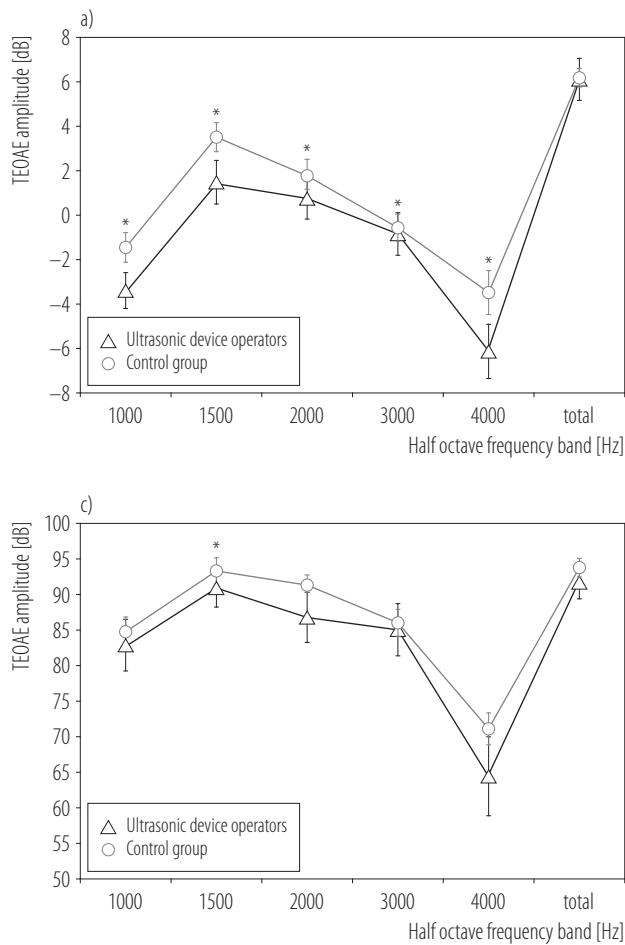 a)
TEOAE amplitude [dB]
8
6
4
2
0
−2
−4
−6
−8
*
*
*
*
*
Ultrasonic device operators
Control group
1000 1500 2000 3000 4000 total
Half octave frequency band [Hz]
c)
TEOAE amplitude [dB]
100
95
90
85
80
75
70
65
60
55
50
*
Ultrasonic device operators
Control group
1000 1500 2000 3000 4000 total
Half octave frequency band [Hz]